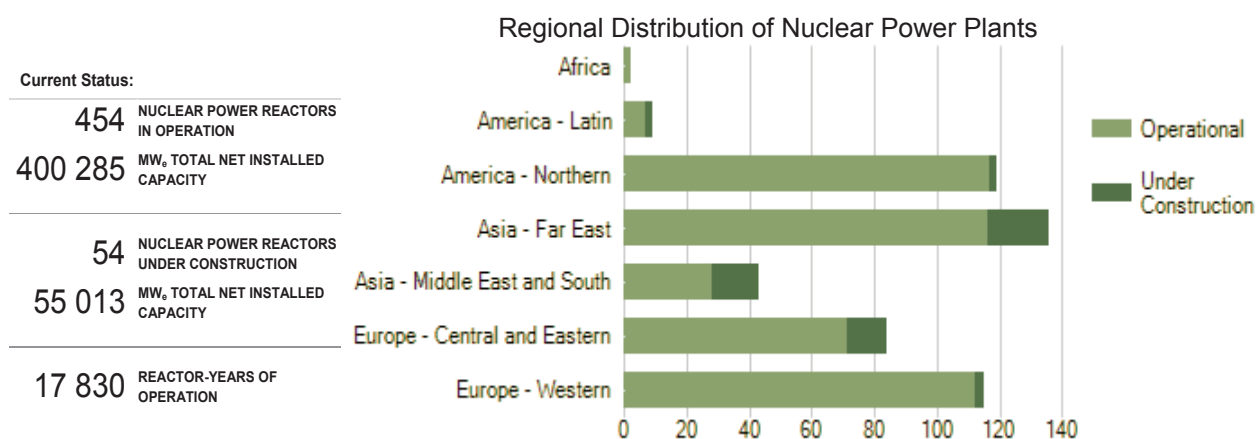 Regional Distribution of Nuclear Power Plants
Current Status:
454 NUCLEAR POWER REACTORS
IN OPERATION
400 285 MWe TOTAL NET INSTALLED
CAPACITY
54 NUCLEAR POWER REACTORS
UNDER CONSTRUCTION
55 013 MWe TOTAL NET INSTALLED
CAPACITY
17 830 REACTOR-YEARS OF
OPERATION
Africa
America - Latin
America - Northern
Asia - Far East
Asia - Middle East and South
Europe - Central and Eastern
Europe - Western
0 20 40 60 80 100 120 140
Operational
Under
Construction